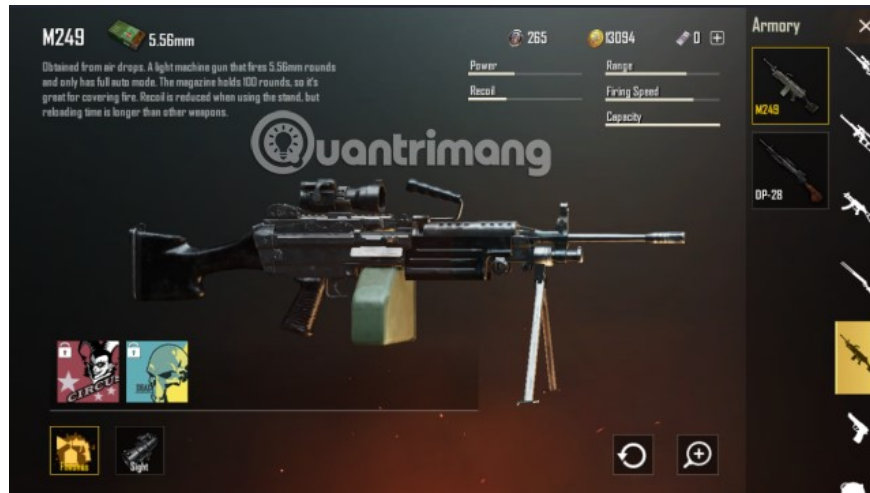 M249
5.56mm
265
13094
0
Armory
Obtained from air drops. A light machine gun that fires 5.56mm rounds
and only has full auto mode. The magazine holds 100 rounds, so it's
great for covering fire. Recoil is reduced when using the stand, but
reloading time is longer than other weapons.
Power
Range
Recoil
Firing Speed
Capacity
Quantrimang
M249
DP-28
CIRCUS
Finishes
Sight